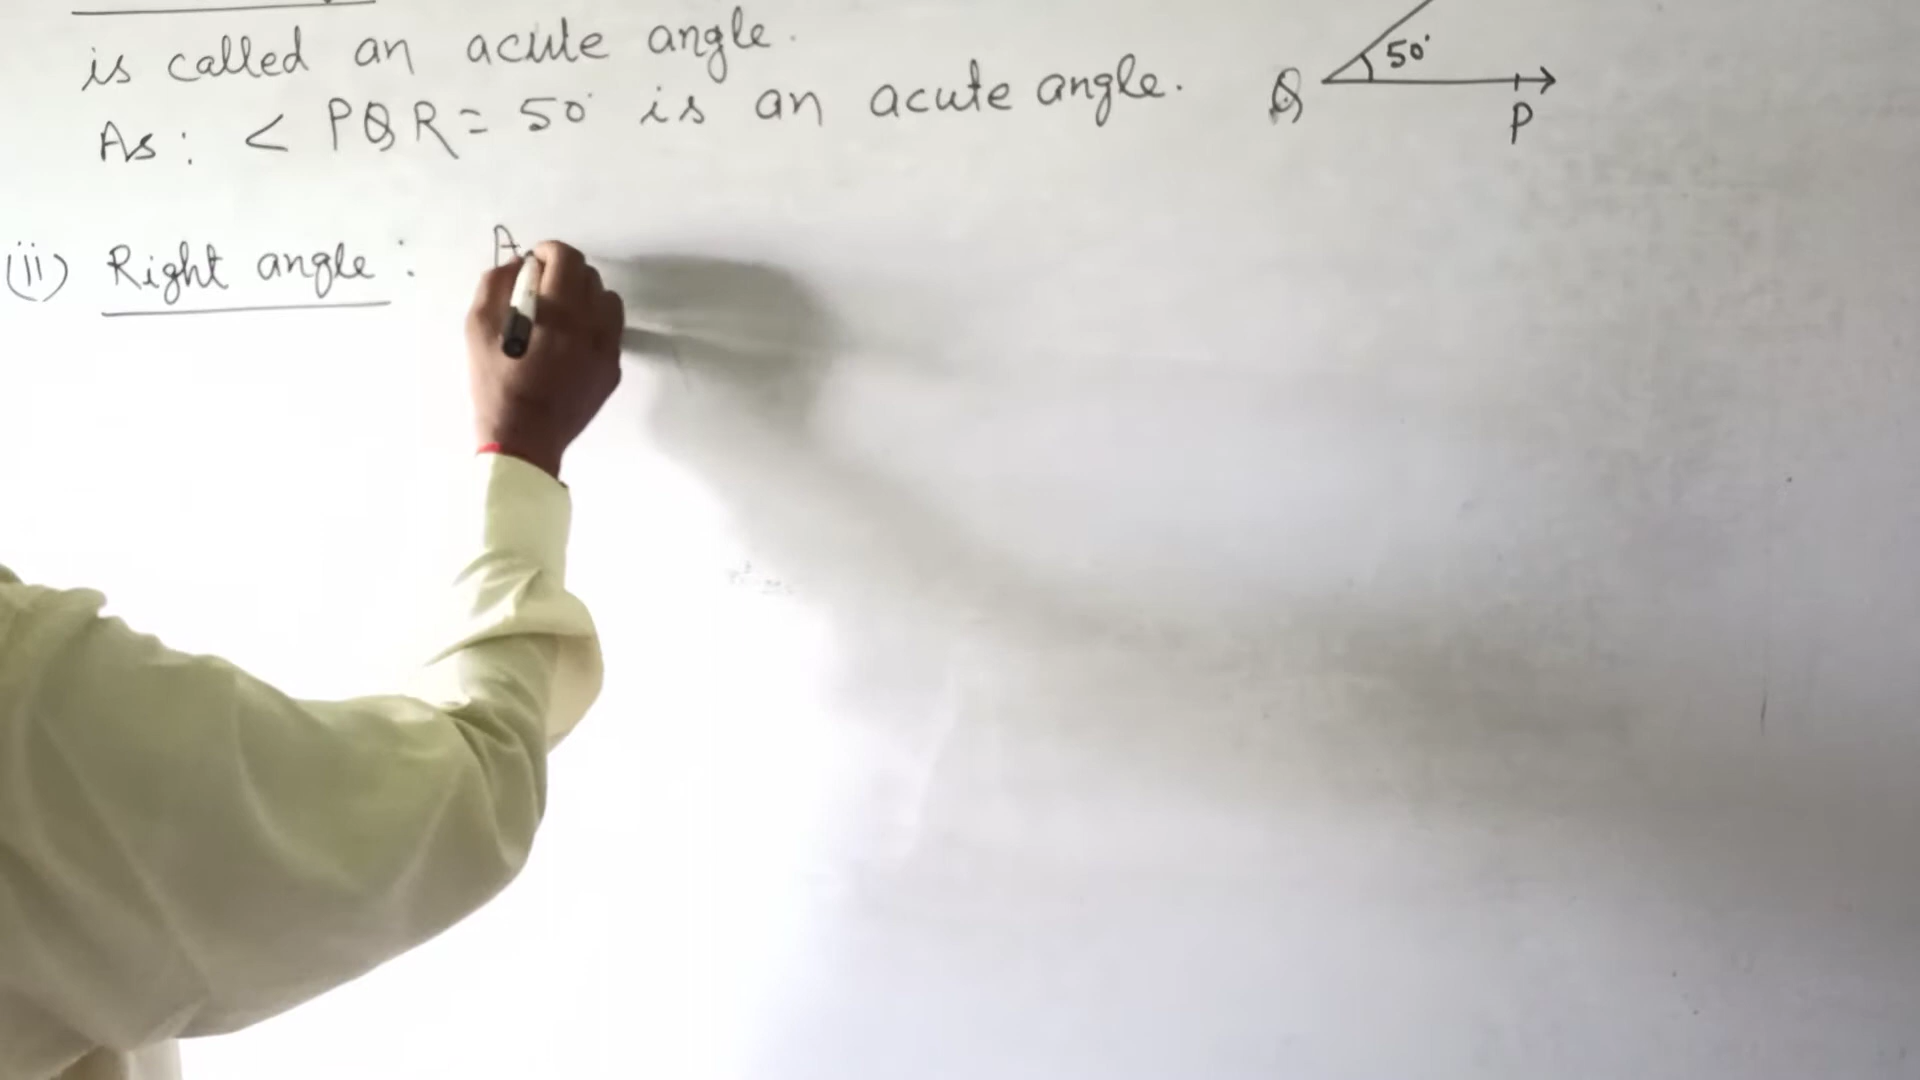 is called an acute angle.
As: < PQR = 50° is an acute angle.
50°
Q
P
(ii) Right angle : A